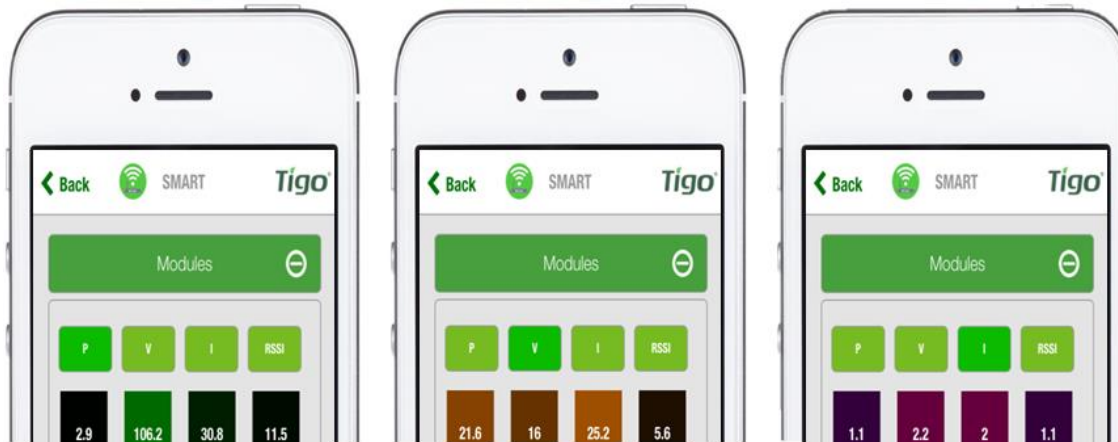 Back SMART Tigo
Modules
P V I RSSI
2.9 106.2 30.8 11.5
Back SMART Tigo
Modules
P V I RSSI
21.6 16 25.2 5.6
Back SMART Tigo
Modules
P V I RSSI
1.1 2.2 2 1.1